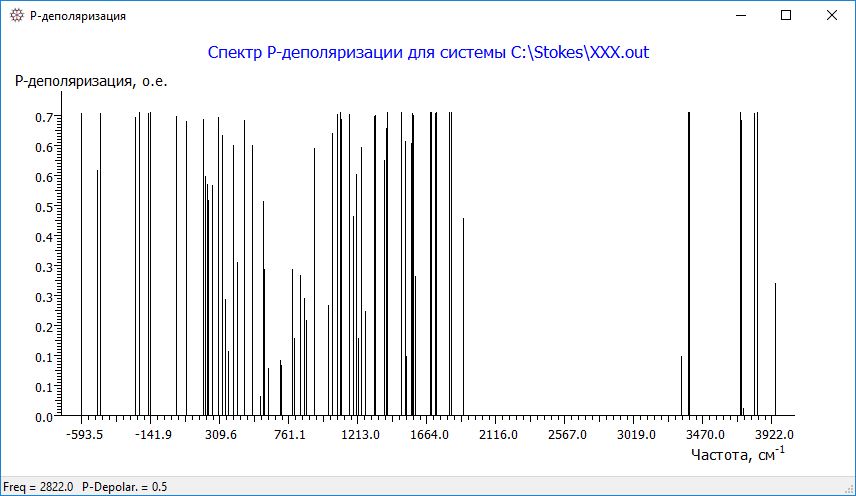 P-деполяризация
Спектр P-деполяризации для системы C:\Stokes\XXX.out
P-деполяризация, о.е.
0.7
0.6
0.6
0.5
0.4
0.3
0.3
0.2
0.1
0.1
0.0
-593.5 -141.9 309.6 761.1 1213.0 1664.0 2116.0 2567.0 3019.0 3470.0 3922.0
Частота, см-1
Freq = 2822.0 P-Depolar. = 0.5